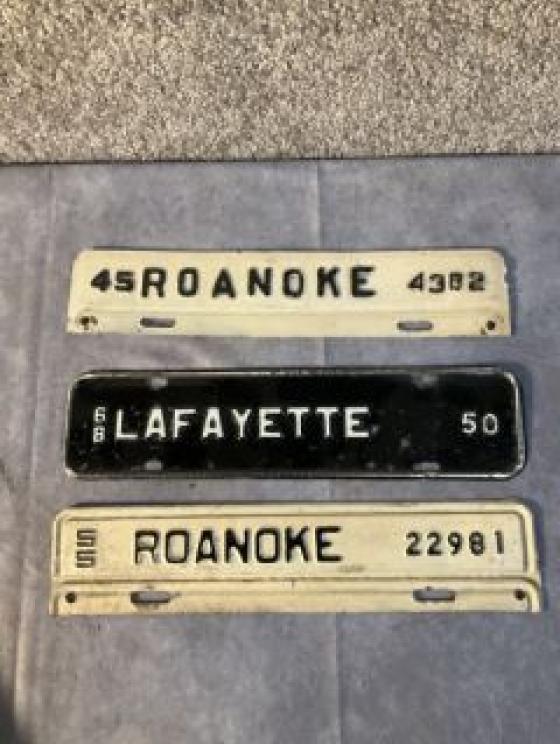 45 ROANOKE 4302
68 LAFAYETTE 50
55 ROANOKE 22981